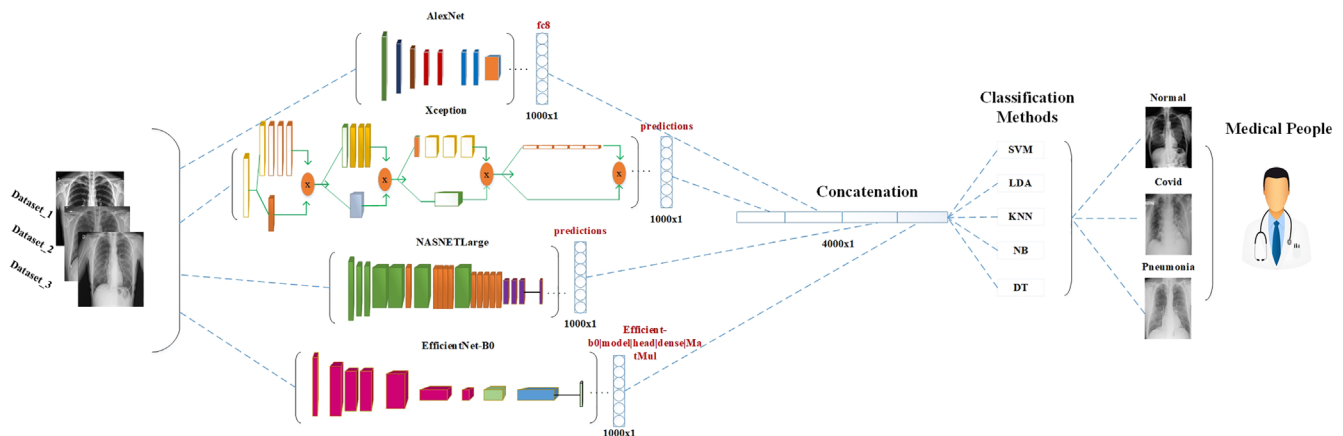 AlexNet
fc8
1000x1
Xception
X
X
X
X
predictions
1000x1
Dataset_1
Dataset_2
Dataset_3
NASNETLarge
predictions
1000x1
EfficientNet-B0
Efficient-
b0|model|head|dense|Ma
tMul
1000x1
Concatenation
4000x1
Classification
Methods
SVM
LDA
KNN
NB
DT
Normal
Covid
Pneumonia
Medical People